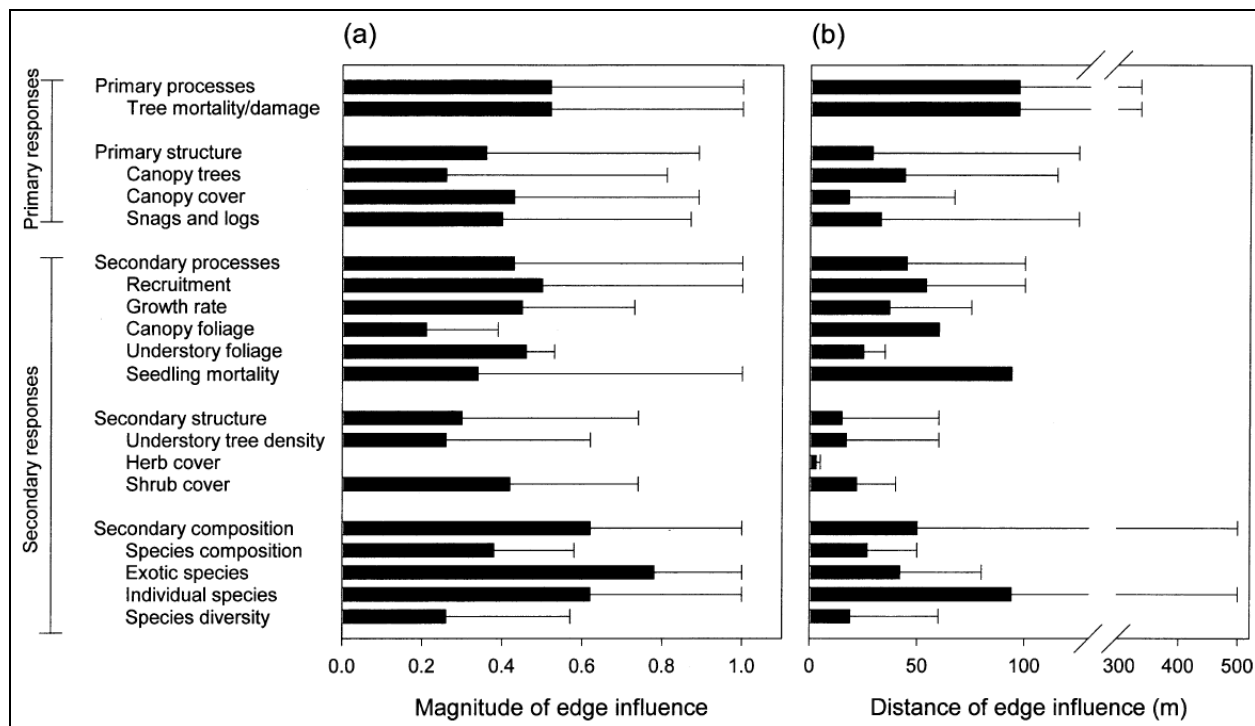 (a)
(b)
Primary responses
Primary processes
Tree mortality/damage
Primary structure
Canopy trees
Canopy cover
Snags and logs
Secondary responses
Secondary processes
Recruitment
Growth rate
Canopy foliage
Understory foliage
Seedling mortality
Secondary structure
Understory tree density
Herb cover
Shrub cover
Secondary composition
Species composition
Exotic species
Individual species
Species diversity
0.0 0.2 0.4 0.6 0.8 1.0
0 50 100 300 400 500
Magnitude of edge influence
Distance of edge influence (m)